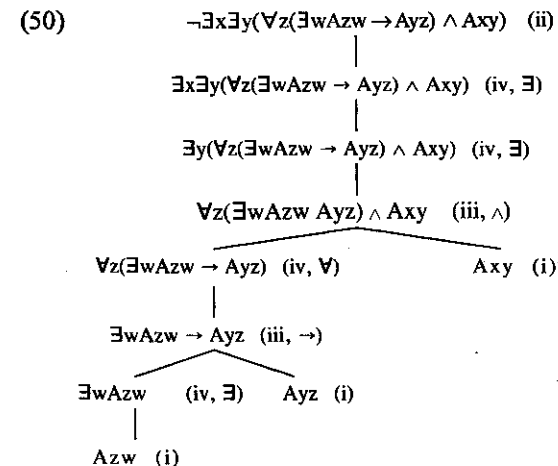 (50) ¬∃x∃y(∀z(∃wAzw → Ayz) ∧ Axy) (ii)
∃x∃y(∀z(∃wAzw → Ayz) ∧ Axy) (iv, ∃)
∃y(∀z(∃wAzw → Ayz) ∧ Axy) (iv, ∃)
∀z(∃wAzw Ayz) ∧ Axy (iii, ∧)
∀z(∃wAzw → Ayz) (iv, ∀) Axy (i)
∃wAzw → Ayz (iii, →)
∃wAzw (iv, ∃) Ayz (i)
Azw (i)